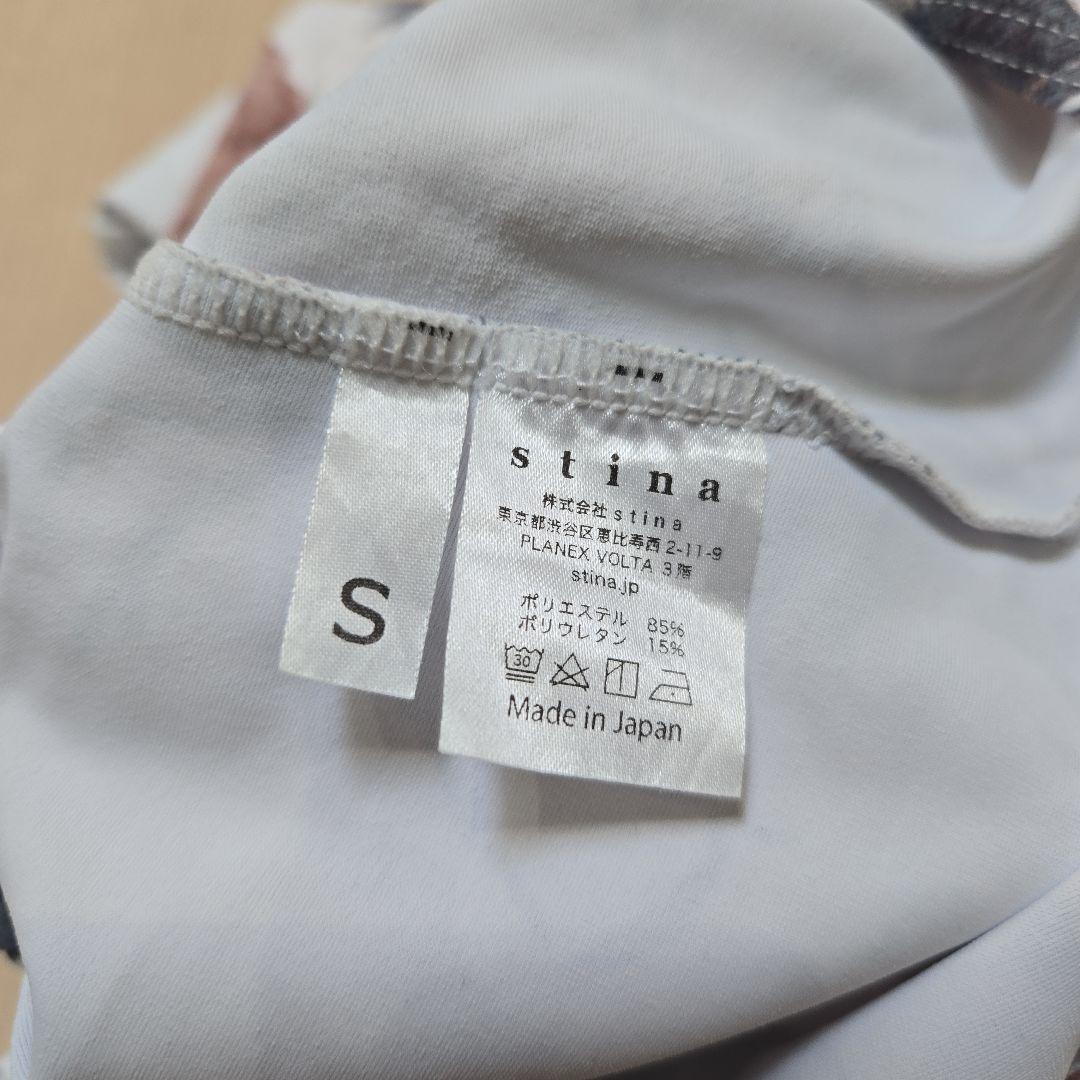 S
stina
株式会社stina
東京都渋谷区恵比寿西2-11-9
PLANEX VOLTA 3階
stina.jp
ポリエステル 85%
ポリウレタン 15%
30
Made in Japan